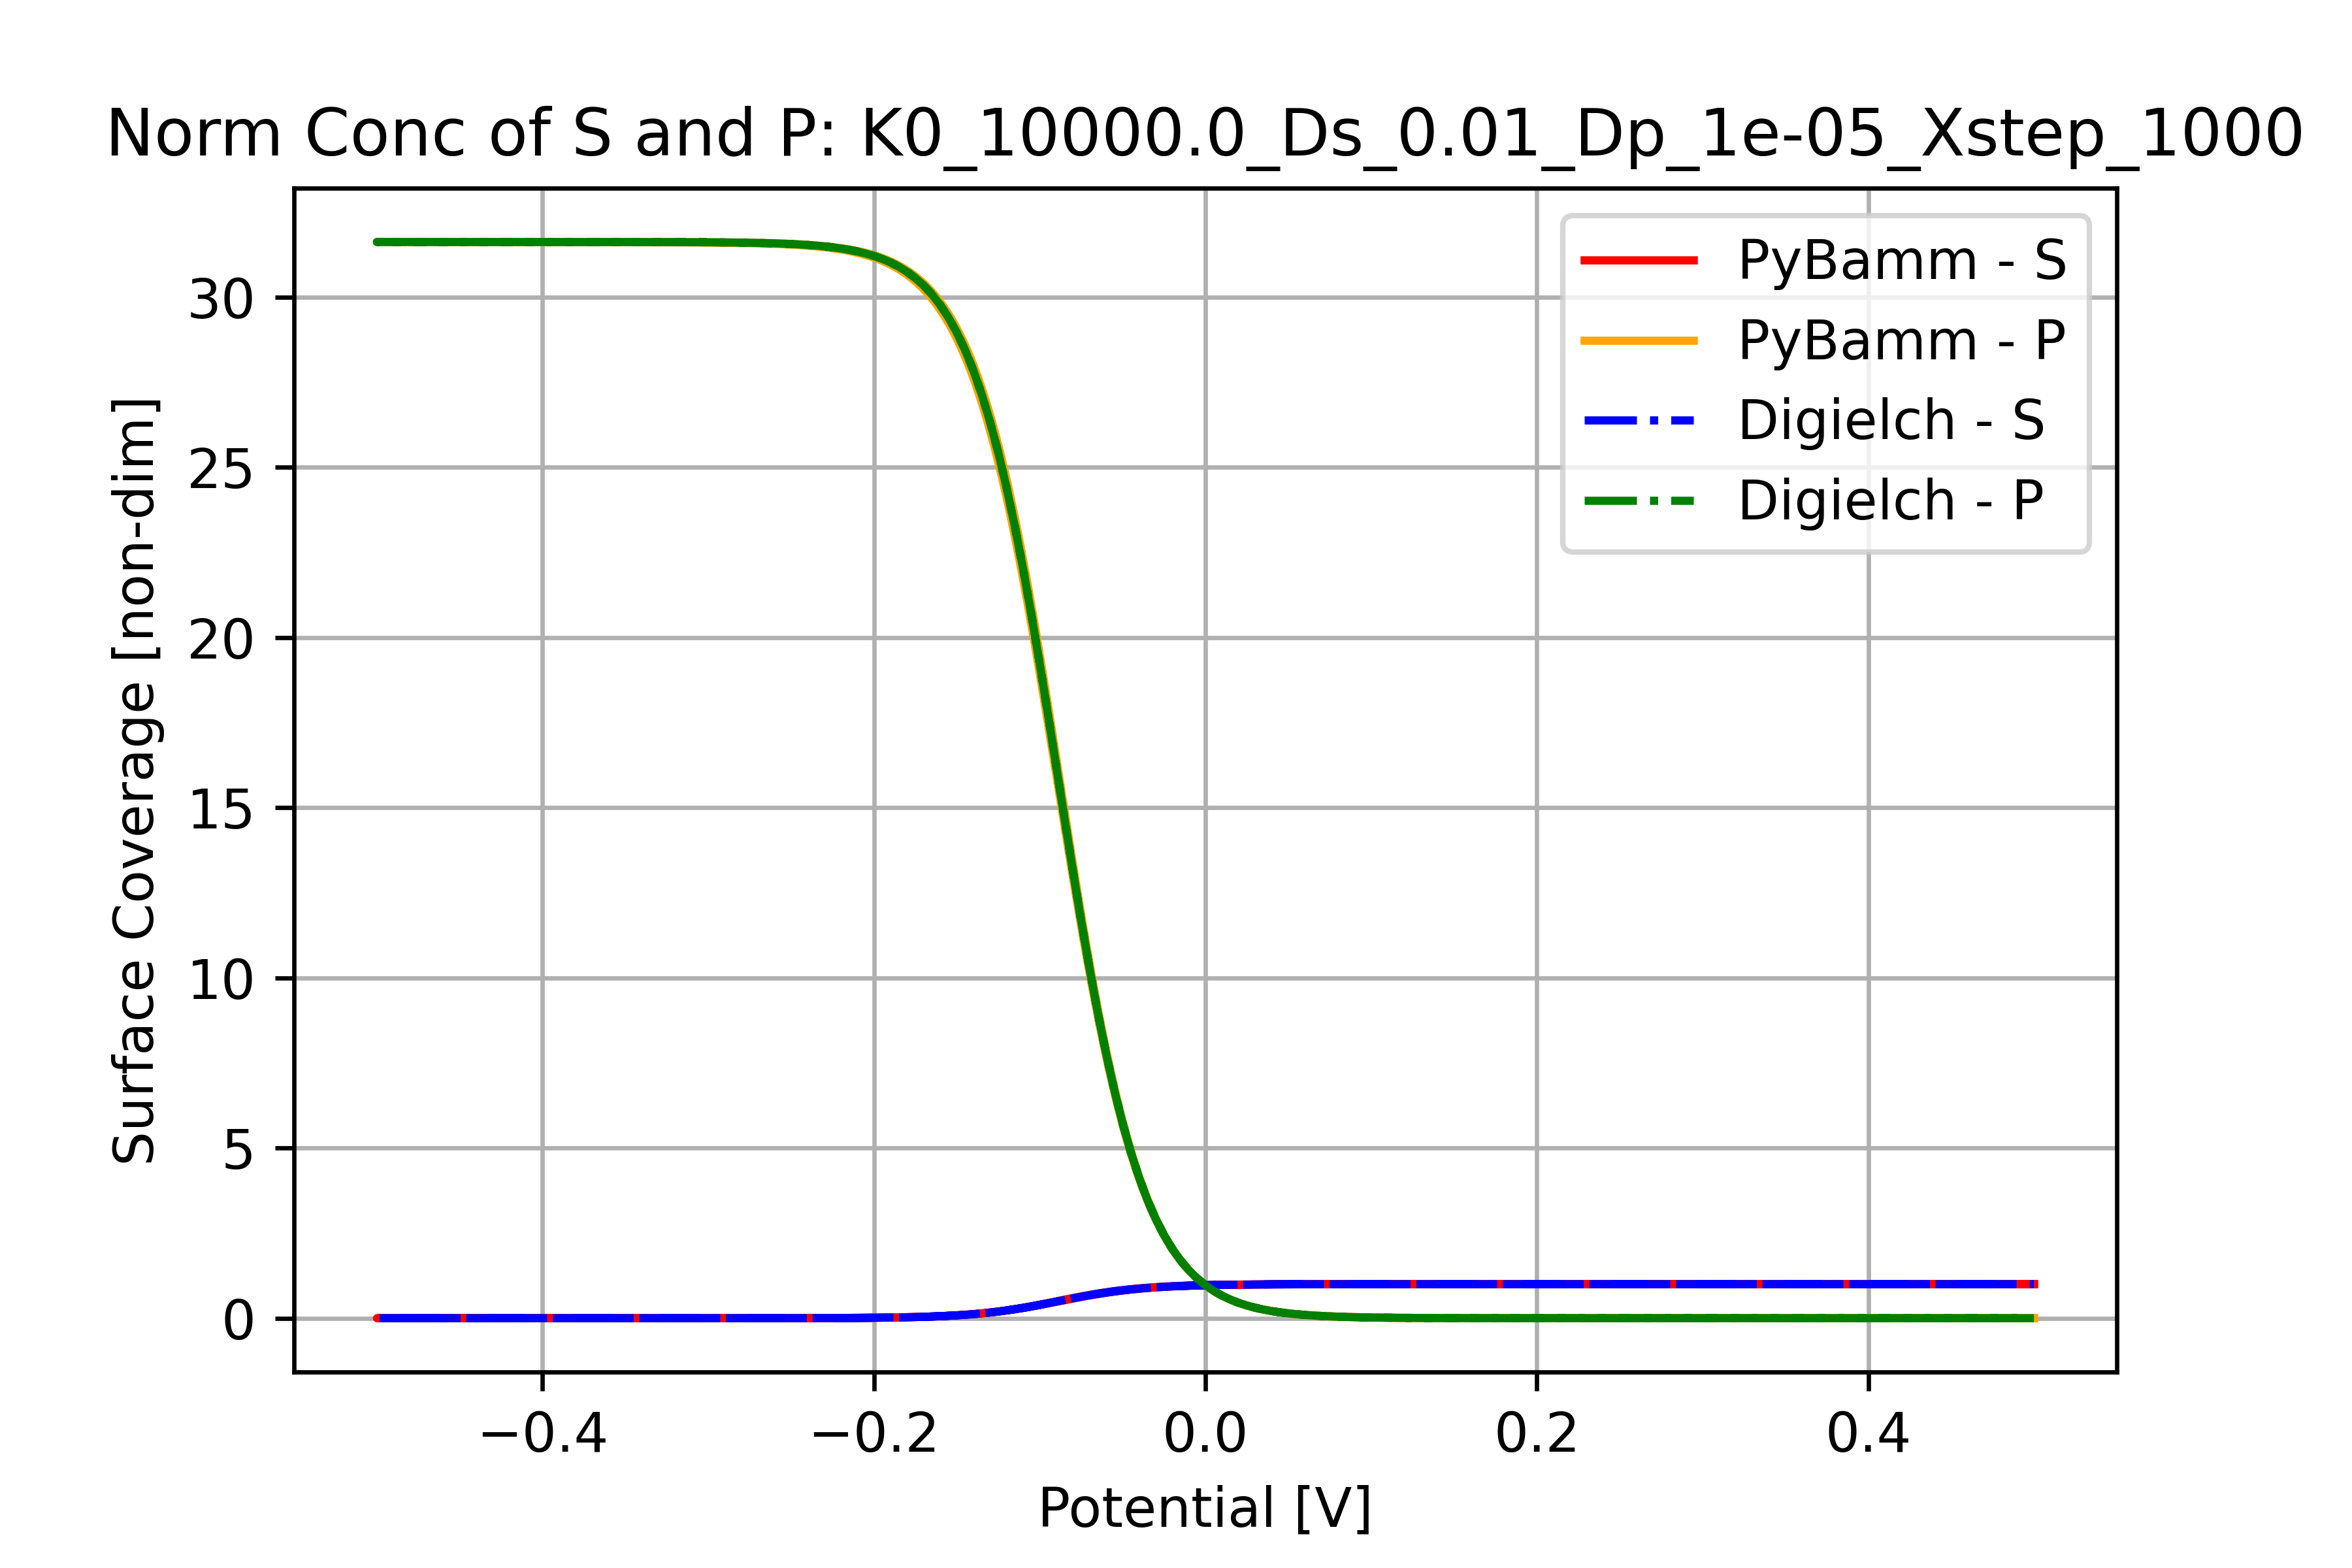 Norm Conc of S and P: K0_10000.0_Ds_0.01_Dp_1e-05_Xstep_1000
PyBamm - S
PyBamm - P
Digielch - S
Digielch - P
Surface Coverage [non-dim]
30
25
20
15
10
5
0
−0.4 −0.2 0.0 0.2 0.4
Potential [V]